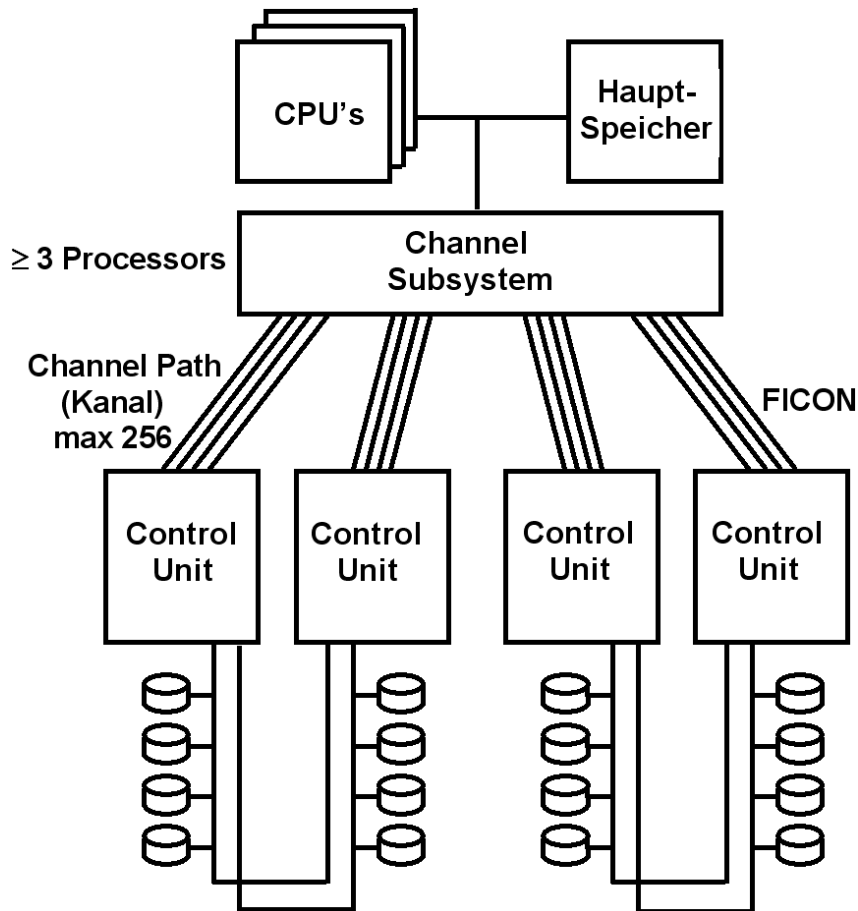 CPU's
Haupt-
Speicher
≥ 3 Processors
Channel
Subsystem
Channel Path
(Kanal)
max 256
FICON
Control
Unit
Control
Unit
Control
Unit
Control
Unit